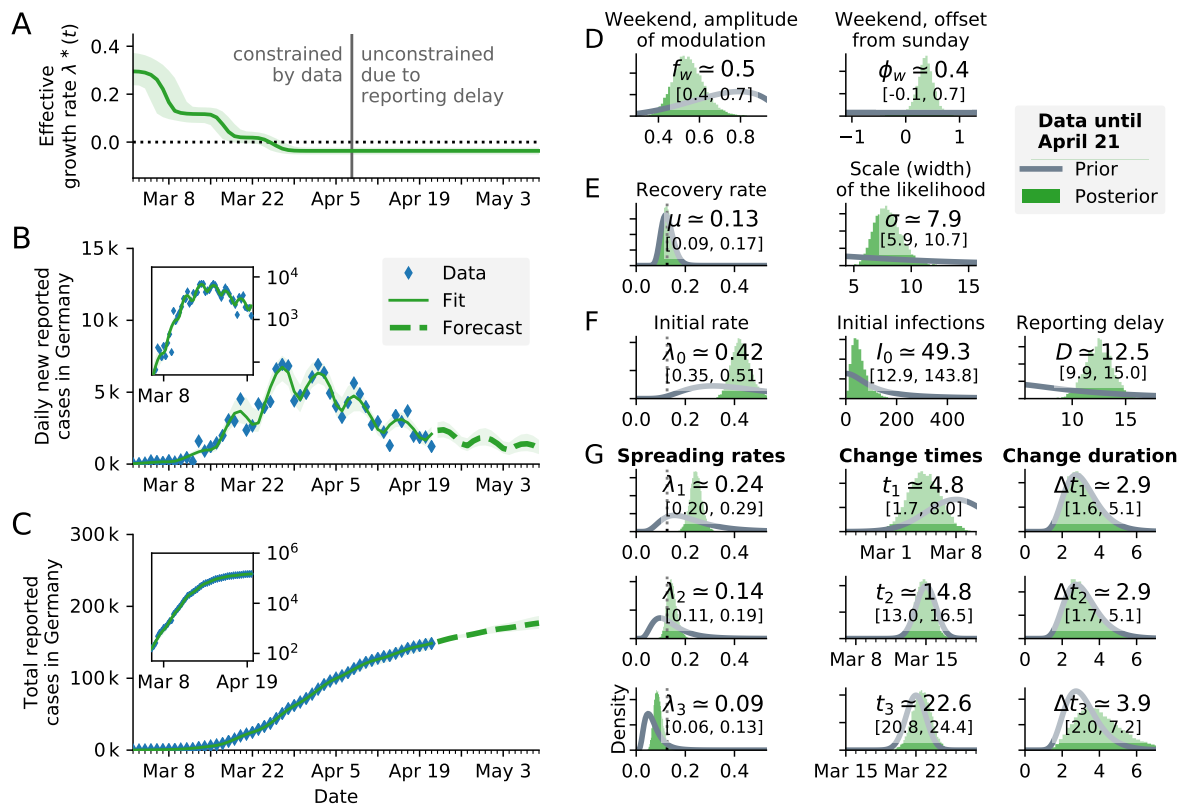 A
Effective
growth rate λ* (t)
0.4
0.2
0.0
constrained
by data
unconstrained
due to
reporting delay
Mar 8
Mar 22
Apr 5
Apr 19
May 3
B
Daily new reported
cases in Germany
15 k
10 k
5 k
0 k
10⁴
10³
Mar 8
Data
Fit
Forecast
Mar 8
Mar 22
Apr 5
Apr 19
May 3
C
Total reported
cases in Germany
300 k
200 k
100 k
0 k
10⁶
10⁴
10²
Mar 8
Apr 19
Mar 8
Mar 22
Apr 5
Apr 19
May 3
Date
D
Weekend, amplitude
of modulation
f_w ≃ 0.5
[0.4, 0.7]
0.4
0.6
0.8
Weekend, offset
from sunday
ϕ_w ≃ 0.4
[-0.1, 0.7]
−1
0
1
Data until
April 21
Prior
Posterior
E
Recovery rate
μ ≃ 0.13
[0.09, 0.17]
0.0
0.2
0.4
Scale (width)
of the likelihood
σ ≃ 7.9
[5.9, 10.7]
5
10
15
F
Initial rate
λ₀ ≃ 0.42
[0.35, 0.51]
0.0
0.2
0.4
Initial infections
I₀ ≃ 49.3
[12.9, 143.8]
0
200
400
Reporting delay
D ≃ 12.5
[9.9, 15.0]
10
15
G
Spreading rates
Change times
Change duration
λ₁ ≃ 0.24
[0.20, 0.29]
0.0
0.2
0.4
t₁ ≃ 4.8
[1.7, 8.0]
Mar 1
Mar 8
Δt₁ ≃ 2.9
[1.6, 5.1]
0
2
4
6
λ₂ ≃ 0.14
[0.11, 0.19]
0.0
0.2
0.4
t₂ ≃ 14.8
[13.0, 16.5]
Mar 8
Mar 15
Δt₂ ≃ 2.9
[1.7, 5.1]
0
2
4
6
Density
λ₃ ≃ 0.09
[0.06, 0.13]
0.0
0.2
0.4
t₃ ≃ 22.6
[20.8, 24.4]
Mar 15
Mar 22
Δt₃ ≃ 3.9
[2.0, 7.2]
0
2
4
6